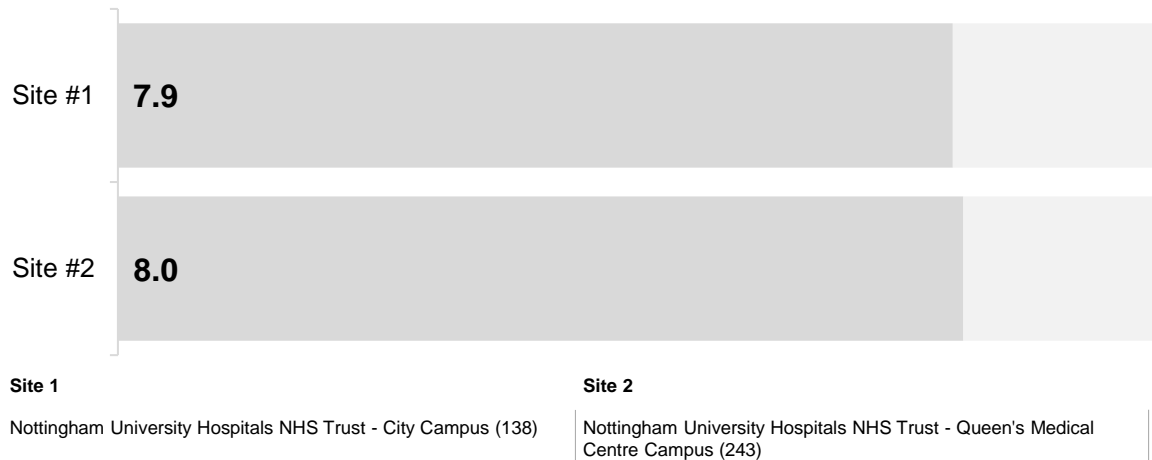 Site #1
7.9
Site #2
8.0
Site 1
Site 2
Nottingham University Hospitals NHS Trust - City Campus (138)
Nottingham University Hospitals NHS Trust - Queen's Medical
Centre Campus (243)